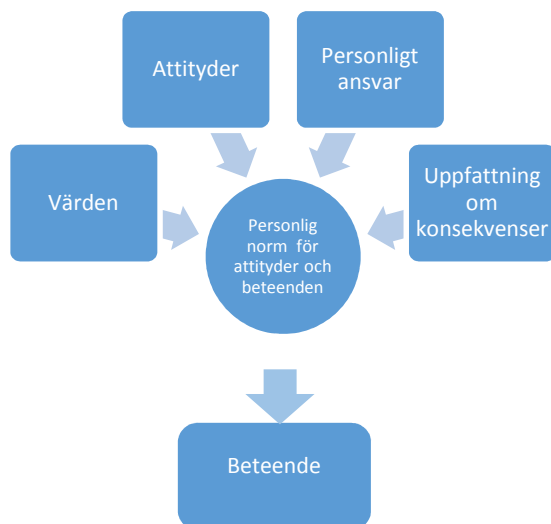 Attityder
Personligt
ansvar
Värden
Uppfattning
om
konsekvenser
Personlig
norm för
attityder och
beteenden
Beteende